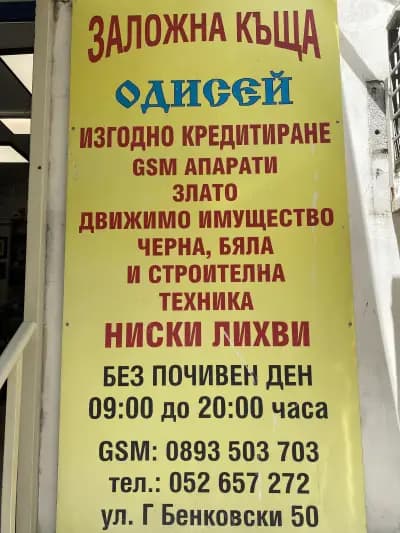 ЗАЛОЖНА КЪЩА
ОДИСЕЙ
ИЗГОДНО КРЕДИТИРАНЕ
GSM АПАРАТИ
ЗЛАТО
ДВИЖИМО ИМУЩЕСТВО
ЧЕРНА, БЯЛА
И СТРОИТЕЛНА
ТЕХНИКА
НИСКИ ЛИХВИ
БЕЗ ПОЧИВЕН ДЕН
09:00 до 20:00 часа
GSM: 0893 503 703
тел.: 052 657 272
ул. Г Бенковски 50